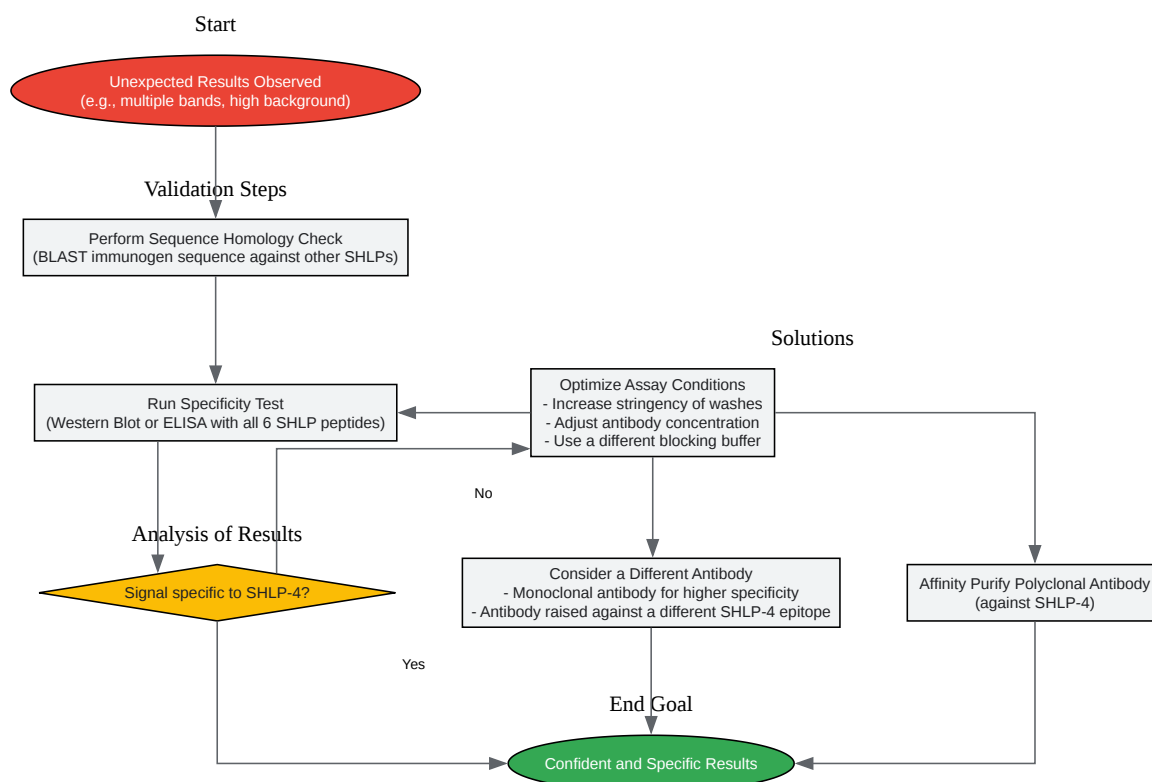 Start
Unexpected Results Observed
(e.g., multiple bands, high background)
Validation Steps
Perform Sequence Homology Check
(BLAST immunogen sequence against other SHLPs)
Solutions
Optimize Assay Conditions
- Increase stringency of washes
- Adjust antibody concentration
- Use a different blocking buffer
Run Specificity Test
(Western Blot or ELISA with all 6 SHLP peptides)
No
Analysis of Results
Signal specific to SHLP-4?
Consider a Different Antibody
- Monoclonal antibody for higher specificity
- Antibody raised against a different SHLP-4 epitope
Affinity Purify Polyclonal Antibody
(against SHLP-4)
Yes
End Goal
Confident and Specific Results